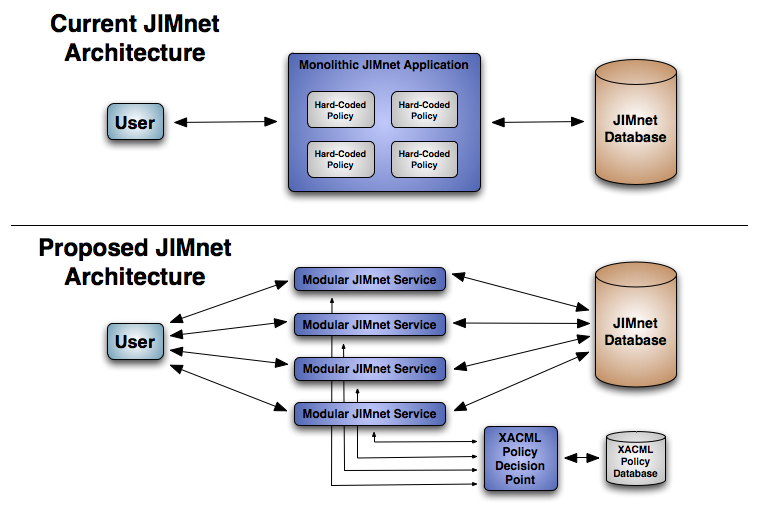 Current JIMnet
Architecture
Monolithic JIMnet Application
Hard-Coded
Policy
Hard-Coded
Policy
User
JIMnet
Database
Hard-Coded
Policy
Hard-Coded
Policy
Proposed JIMnet
Architecture
Modular JIMnet Service
Modular JIMnet Service
User
JIMnet
Database
Modular JIMnet Service
Modular JIMnet Service
XACML
Policy
Decision
Point
XACML
Policy
Database